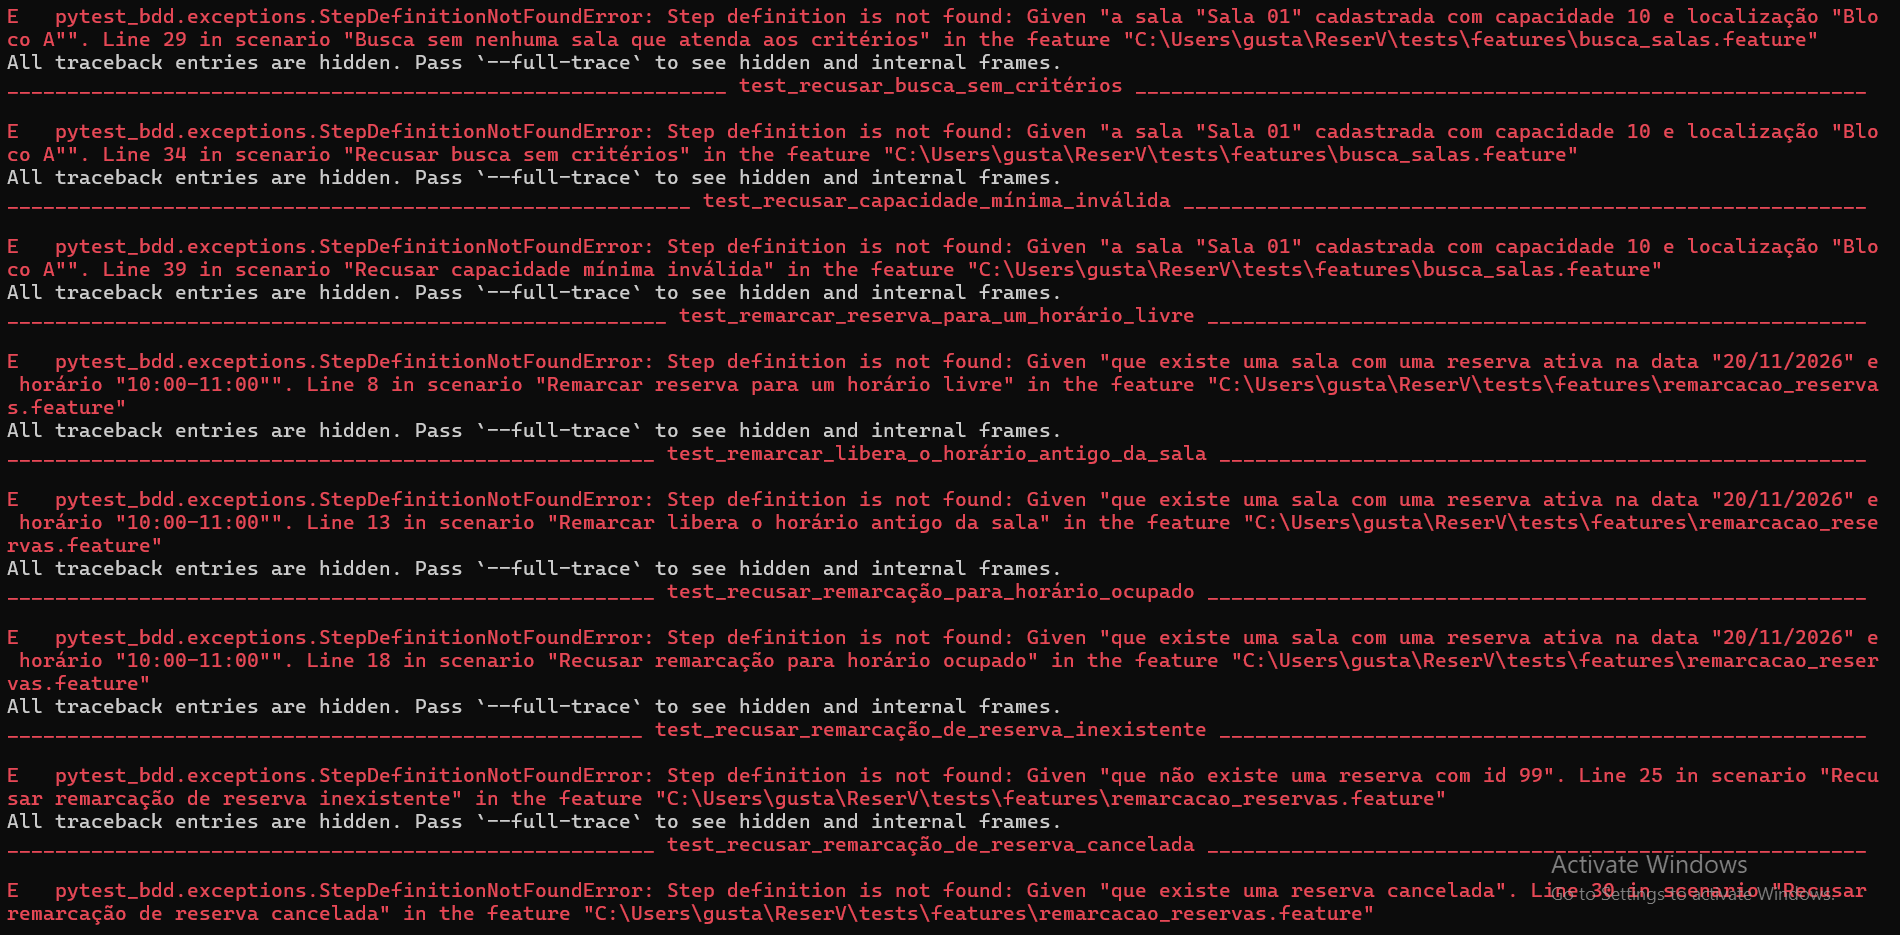 E   pytest_bdd.exceptions.StepDefinitionNotFoundError: Step definition is not found: Given "a sala "Sala 01" cadastrada com capacidade 10 e localização "Blo
co A"". Line 29 in scenario "Busca sem nenhuma sala que atenda aos critérios" in the feature "C:\Users\gusta\ReserV\tests\features\busca_salas.feature"
All traceback entries are hidden. Pass `--full-trace` to see hidden and internal frames.
____________________________________________________________ test_recusar_busca_sem_critérios _____________________________________________________________
E   pytest_bdd.exceptions.StepDefinitionNotFoundError: Step definition is not found: Given "a sala "Sala 01" cadastrada com capacidade 10 e localização "Blo
co A"". Line 34 in scenario "Recusar busca sem critérios" in the feature "C:\Users\gusta\ReserV\tests\features\busca_salas.feature"
All traceback entries are hidden. Pass `--full-trace` to see hidden and internal frames.
_________________________________________________________ test_recusar_capacidade_mínima_inválida _________________________________________________________
E   pytest_bdd.exceptions.StepDefinitionNotFoundError: Step definition is not found: Given "a sala "Sala 01" cadastrada com capacidade 10 e localização "Blo
co A"". Line 39 in scenario "Recusar capacidade mínima inválida" in the feature "C:\Users\gusta\ReserV\tests\features\busca_salas.feature"
All traceback entries are hidden. Pass `--full-trace` to see hidden and internal frames.
_______________________________________________________ test_remarcar_reserva_para_um_horário_livre _______________________________________________________
E   pytest_bdd.exceptions.StepDefinitionNotFoundError: Step definition is not found: Given "que existe uma sala com uma reserva ativa na data "20/11/2026" e
 horário "10:00-11:00"". Line 8 in scenario "Remarcar reserva para um horário livre" in the feature "C:\Users\gusta\ReserV\tests\features\remarcacao_reserva
s.feature"
All traceback entries are hidden. Pass `--full-trace` to see hidden and internal frames.
______________________________________________________ test_remarcar_libera_o_horário_antigo_da_sala ______________________________________________________
E   pytest_bdd.exceptions.StepDefinitionNotFoundError: Step definition is not found: Given "que existe uma sala com uma reserva ativa na data "20/11/2026" e
 horário "10:00-11:00"". Line 13 in scenario "Remarcar libera o horário antigo da sala" in the feature "C:\Users\gusta\ReserV\tests\features\remarcacao_rese
rvas.feature"
All traceback entries are hidden. Pass `--full-trace` to see hidden and internal frames.
______________________________________________________ test_recusar_remarcação_para_horário_ocupado _______________________________________________________
E   pytest_bdd.exceptions.StepDefinitionNotFoundError: Step definition is not found: Given "que existe uma sala com uma reserva ativa na data "20/11/2026" e
 horário "10:00-11:00"". Line 18 in scenario "Recusar remarcação para horário ocupado" in the feature "C:\Users\gusta\ReserV\tests\features\remarcacao_reser
vas.feature"
All traceback entries are hidden. Pass `--full-trace` to see hidden and internal frames.
_____________________________________________________ test_recusar_remarcação_de_reserva_inexistente ______________________________________________________
E   pytest_bdd.exceptions.StepDefinitionNotFoundError: Step definition is not found: Given "que não existe uma reserva com id 99". Line 25 in scenario "Recu
sar remarcação de reserva inexistente" in the feature "C:\Users\gusta\ReserV\tests\features\remarcacao_reservas.feature"
All traceback entries are hidden. Pass `--full-trace` to see hidden and internal frames.
______________________________________________________ test_recusar_remarcação_de_reserva_cancelada _______________________________________________________
Activate Windows
E   pytest_bdd.exceptions.StepDefinitionNotFoundError: Step definition is not found: Given "que existe uma reserva cancelada". Line 30 in scenario "Recusar
Go to Settings to activate Windows.
remarcação de reserva cancelada" in the feature "C:\Users\gusta\ReserV\tests\features\remarcacao_reservas.feature"